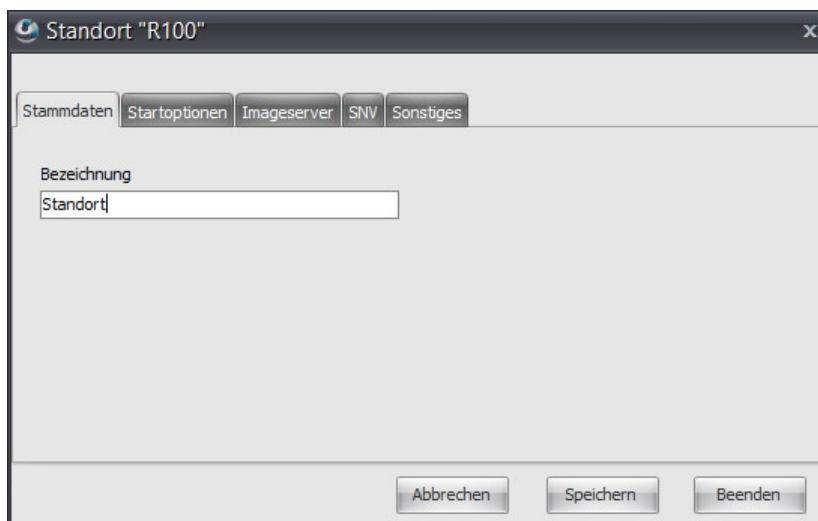 Standort "R100"
x
Stammdaten Startoptionen Imageserver SNV Sonstiges
Bezeichnung
Standort
Abbrechen Speichern Beenden